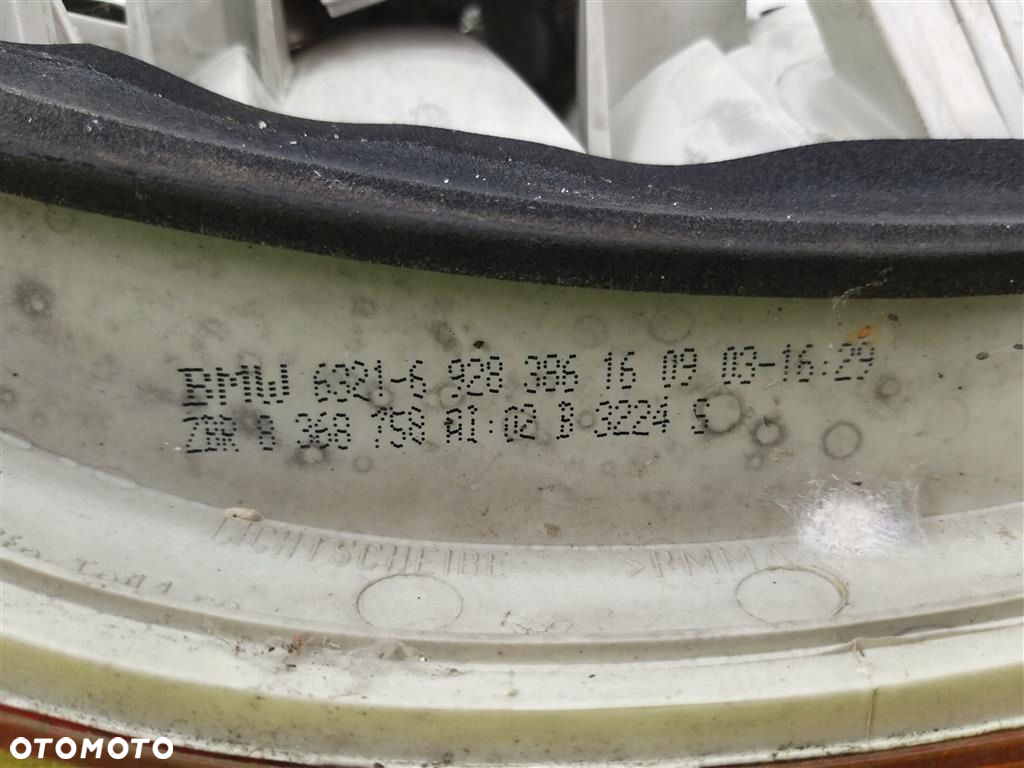 BMW 6321-6 928 386 16 09 03-16:29
ZBR 8 368 758 A1:02 B 3224 S
LICHTSCHEIBE >PMMA
OTOMOTO